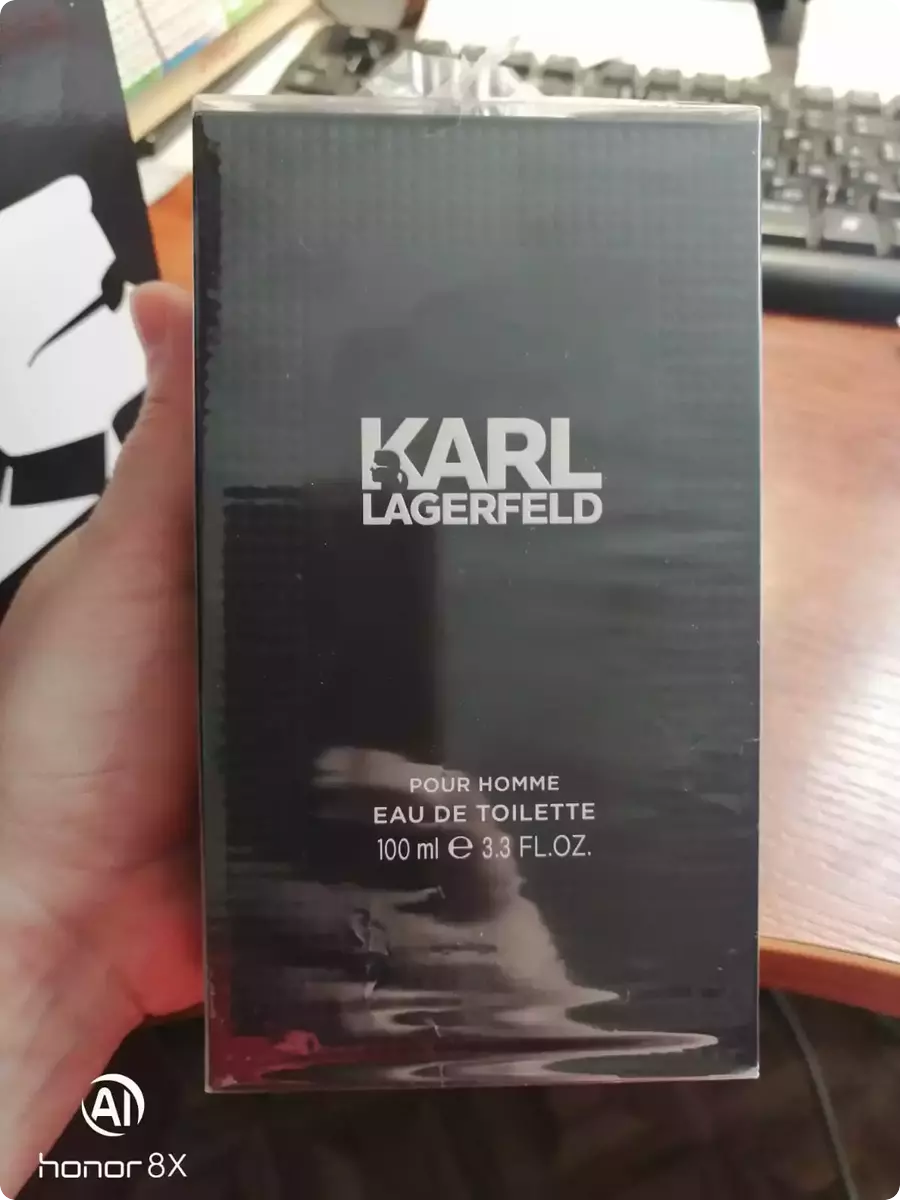 KARL
LAGERFELD
POUR HOMME
EAU DE TOILETTE
100 ml ℮ 3.3 FL.OZ.
AI
honor 8X